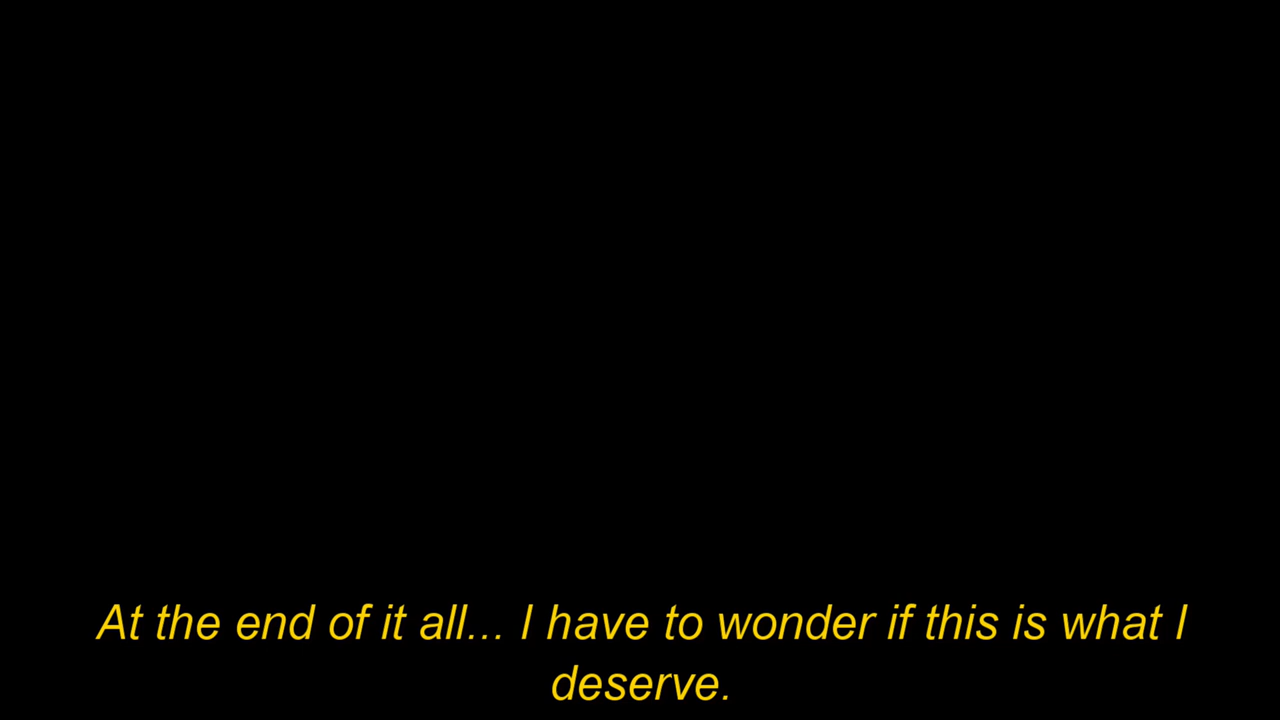 At the end of it all... I have to wonder if this is what I
deserve.